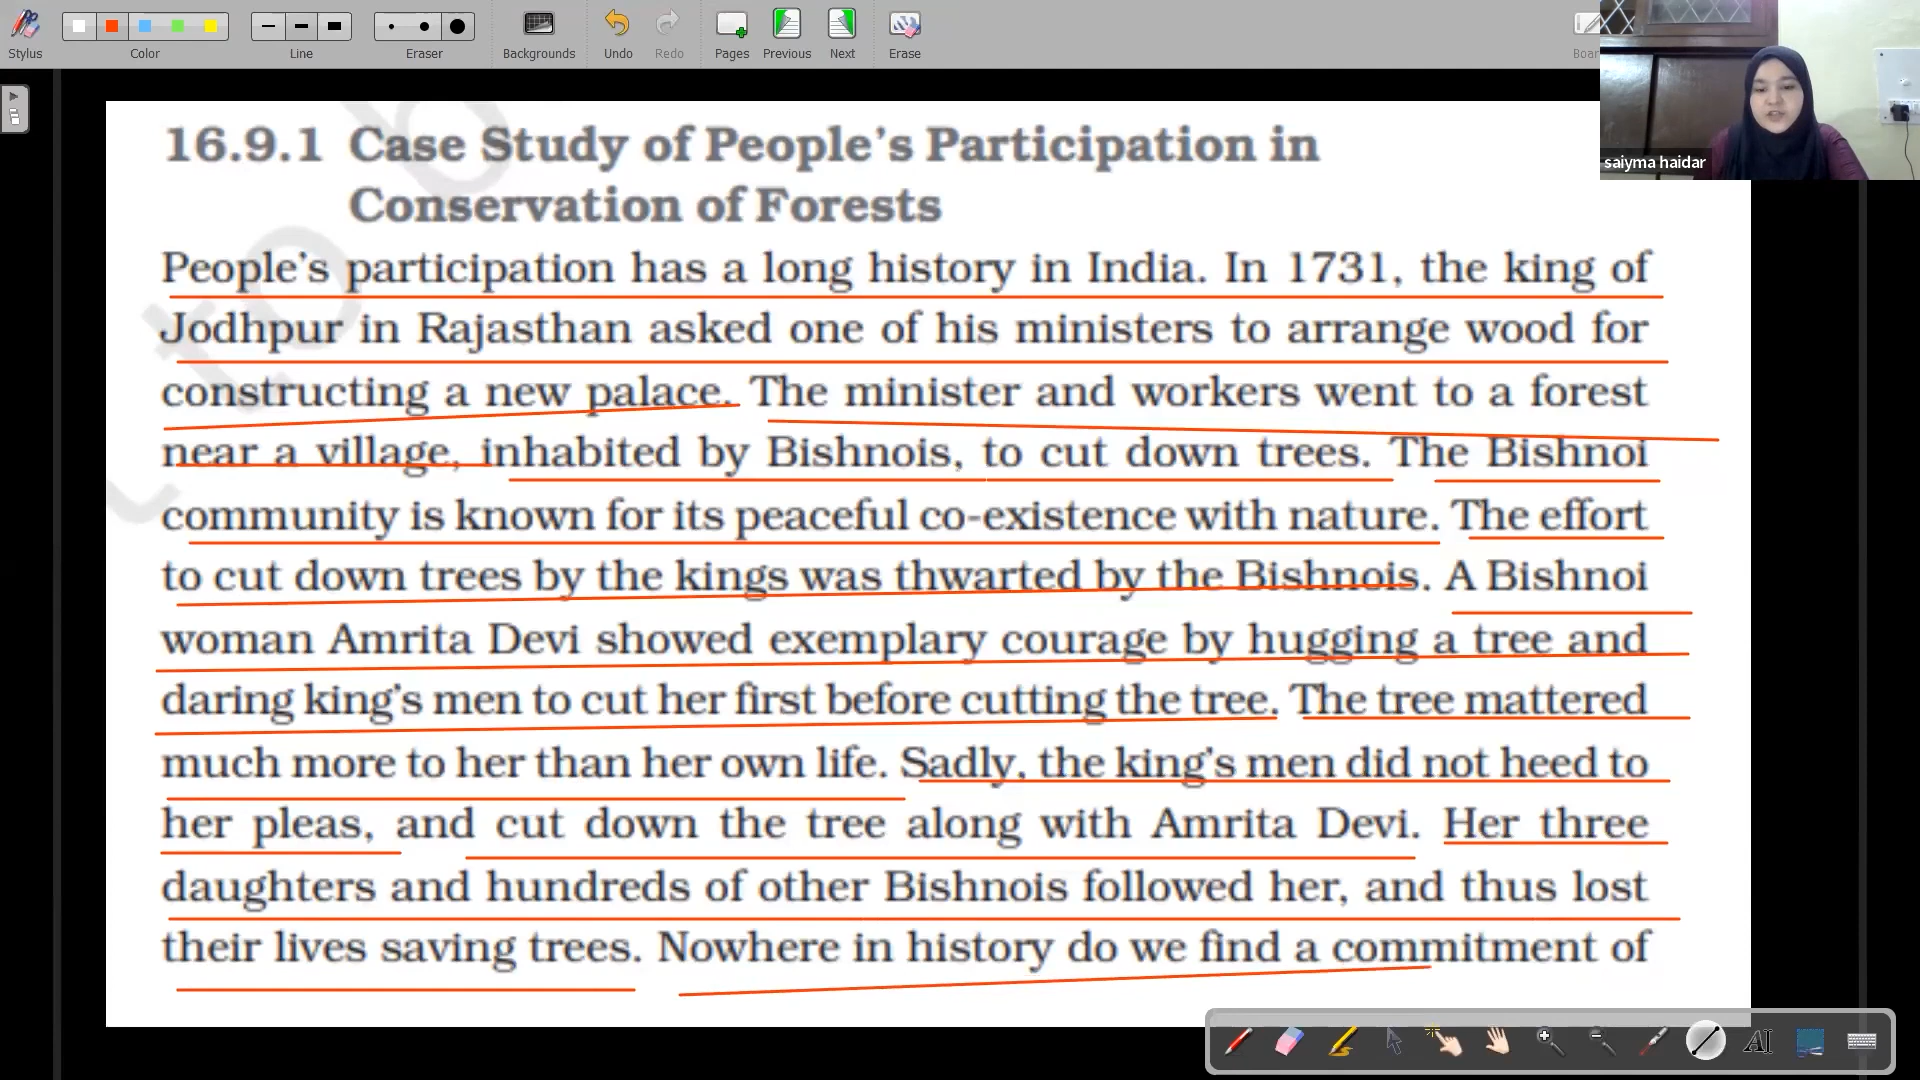 Stylus
Color
Line
Eraser
Backgrounds
Undo
Redo
Pages
Previous
Next
Erase
saiyma haidar
16.9.1 Case Study of People's Participation in
Conservation of Forests
People's participation has a long history in India. In 1731, the king of
Jodhpur in Rajasthan asked one of his ministers to arrange wood for
constructing a new palace. The minister and workers went to a forest
near a village, inhabited by Bishnois, to cut down trees. The Bishnoi
community is known for its peaceful co-existence with nature. The effort
to cut down trees by the kings was thwarted by the Bishnois. A Bishnoi
woman Amrita Devi showed exemplary courage by hugging a tree and
daring king's men to cut her first before cutting the tree. The tree mattered
much more to her than her own life. Sadly, the king's men did not heed to
her pleas, and cut down the tree along with Amrita Devi. Her three
daughters and hundreds of other Bishnois followed her, and thus lost
their lives saving trees. Nowhere in history do we find a commitment of
AI